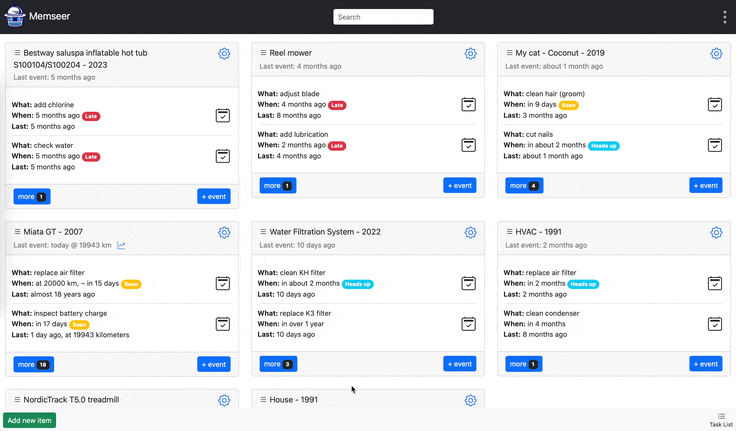 Memseer
Search
Bestway saluspa inflatable hot tub
S100104/S100204 - 2023
Last event: 5 months ago
What: add chlorine
When: 5 months ago Late
Last: 5 months ago
What: check water
When: 5 months ago Late
Last: 5 months ago
more 1
+ event
Reel mower
Last event: 4 months ago
What: adjust blade
When: 4 months ago Late
Last: 8 months ago
What: add lubrication
When: 2 months ago Late
Last: 4 months ago
more 1
+ event
My cat - Coconut - 2019
Last event: about 1 month ago
What: clean hair (groom)
When: in 9 days Soon
Last: 3 months ago
What: cut nails
When: in about 2 months Heads up
Last: about 1 month ago
more 4
+ event
Miata GT - 2007
Last event: today @ 19943 km
What: replace air filter
When: at 20000 km, ~ in 15 days Soon
Last: almost 18 years ago
What: inspect battery charge
When: in 17 days Soon
Last: 1 day ago, at 19943 kilometers
more 18
+ event
Water Filtration System - 2022
Last event: 10 days ago
What: clean KH filter
When: in about 2 months Heads up
Last: 10 days ago
What: replace K3 filter
When: in over 1 year
Last: 10 days ago
more 3
+ event
HVAC - 1991
Last event: 2 months ago
What: replace air filter
When: in 2 months Heads up
Last: 2 months ago
What: clean condenser
When: in 4 months
Last: 8 months ago
more 1
+ event
NordicTrack T5.0 treadmill
House - 1991
Add new item
Task List